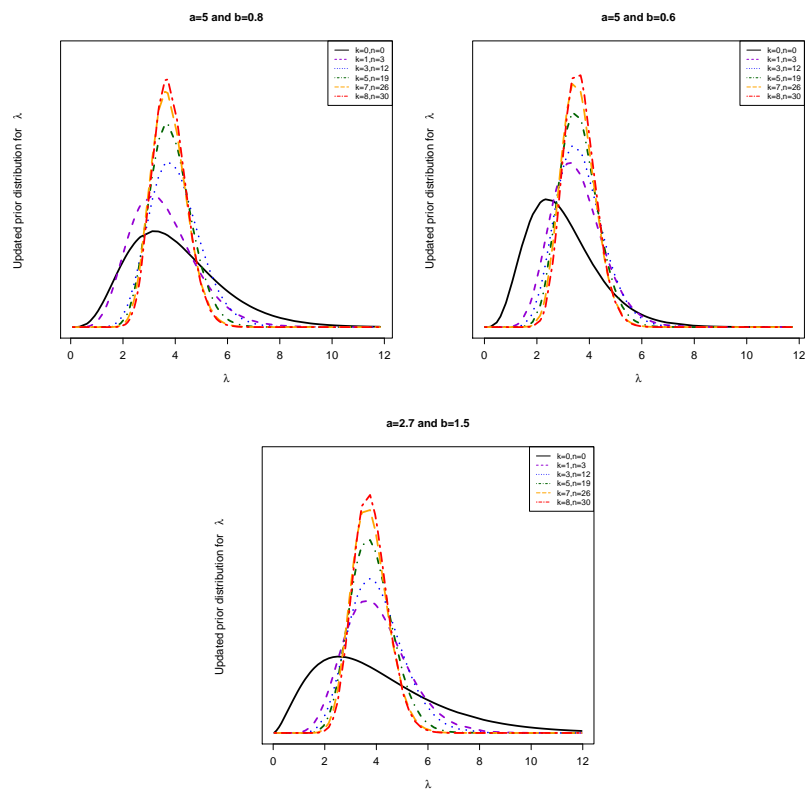 a=5 and b=0.8
Updated prior distribution for λ
k=0,n=0
k=1,n=3
k=3,n=12
k=5,n=19
k=7,n=26
k=8,n=30
0 2 4 6 8 10 12
λ
a=5 and b=0.6
Updated prior distribution for λ
k=0,n=0
k=1,n=3
k=3,n=12
k=5,n=19
k=7,n=26
k=8,n=30
0 2 4 6 8 10 12
λ
a=2.7 and b=1.5
Updated prior distribution for λ
k=0,n=0
k=1,n=3
k=3,n=12
k=5,n=19
k=7,n=26
k=8,n=30
0 2 4 6 8 10 12
λ